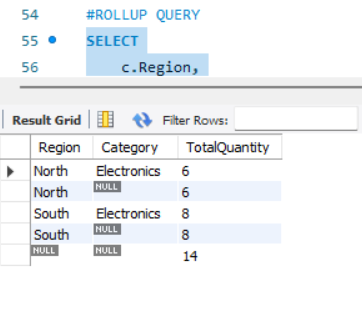 54 #ROLLUP QUERY
55 SELECT
56 c.Region,
Result Grid Filter Rows:
Region Category TotalQuantity
North Electronics 6
North NULL 6
South Electronics 8
South NULL 8
NULL NULL 14